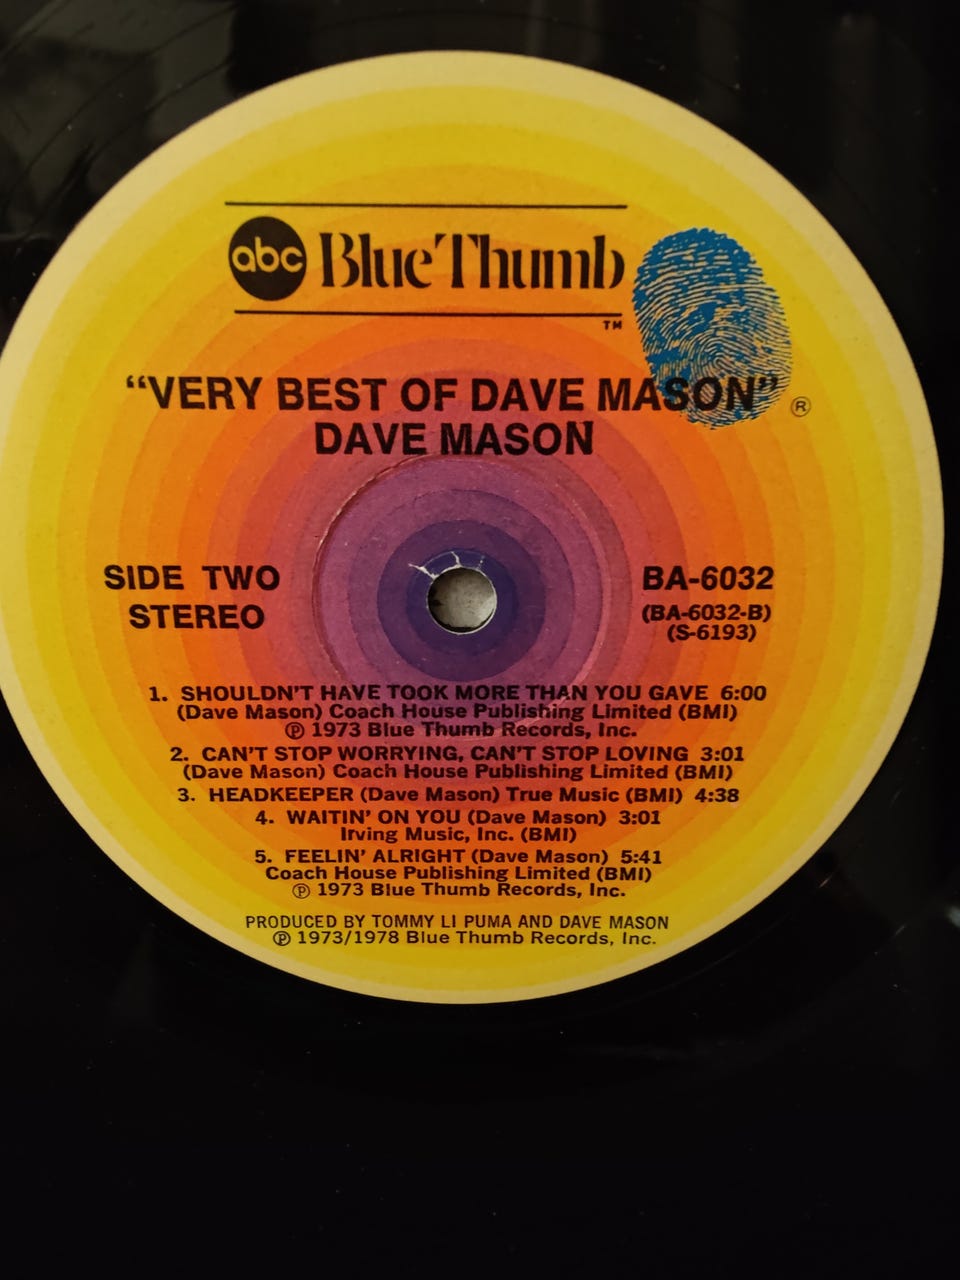 abc Blue Thumb
TM
"VERY BEST OF DAVE MASON" ®
DAVE MASON
SIDE TWO
STEREO
BA-6032
(BA-6032-B)
(S-6193)
1. SHOULDN'T HAVE TOOK MORE THAN YOU GAVE 6:00
(Dave Mason) Coach House Publishing Limited (BMI)
℗ 1973 Blue Thumb Records, Inc.
2. CAN'T STOP WORRYING, CAN'T STOP LOVING 3:01
(Dave Mason) Coach House Publishing Limited (BMI)
3. HEADKEEPER (Dave Mason) True Music (BMI) 4:38
4. WAITIN' ON YOU (Dave Mason) 3:01
Irving Music, Inc. (BMI)
5. FEELIN' ALRIGHT (Dave Mason) 5:41
Coach House Publishing Limited (BMI)
℗ 1973 Blue Thumb Records, Inc.
PRODUCED BY TOMMY LI PUMA AND DAVE MASON
℗ 1973/1978 Blue Thumb Records, Inc.